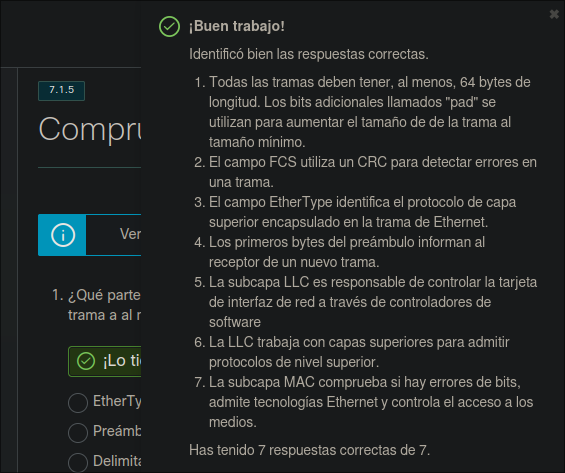 ¡Buen trabajo!
Identificó bien las respuestas correctas.
1. Todas las tramas deben tener, al menos, 64 bytes de
longitud. Los bits adicionales llamados "pad" se
utilizan para aumentar el tamaño de de la trama al
tamaño mínimo.
2. El campo FCS utiliza un CRC para detectar errores en
una trama.
3. El campo EtherType identifica el protocolo de capa
superior encapsulado en la trama de Ethernet.
4. Los primeros bytes del preámbulo informan al
receptor de un nuevo trama.
5. La subcapa LLC es responsable de controlar la tarjeta
de interfaz de red a través de controladores de
software
6. La LLC trabaja con capas superiores para admitir
protocolos de nivel superior.
7. La subcapa MAC comprueba si hay errores de bits,
admite tecnologías Ethernet y controla el acceso a los
medios.
Has tenido 7 respuestas correctas de 7.
7.1.5
Compru
Ver
1. ¿Qué parte
trama a al r
¡Lo tie
EtherTy
Preámb
Delimita